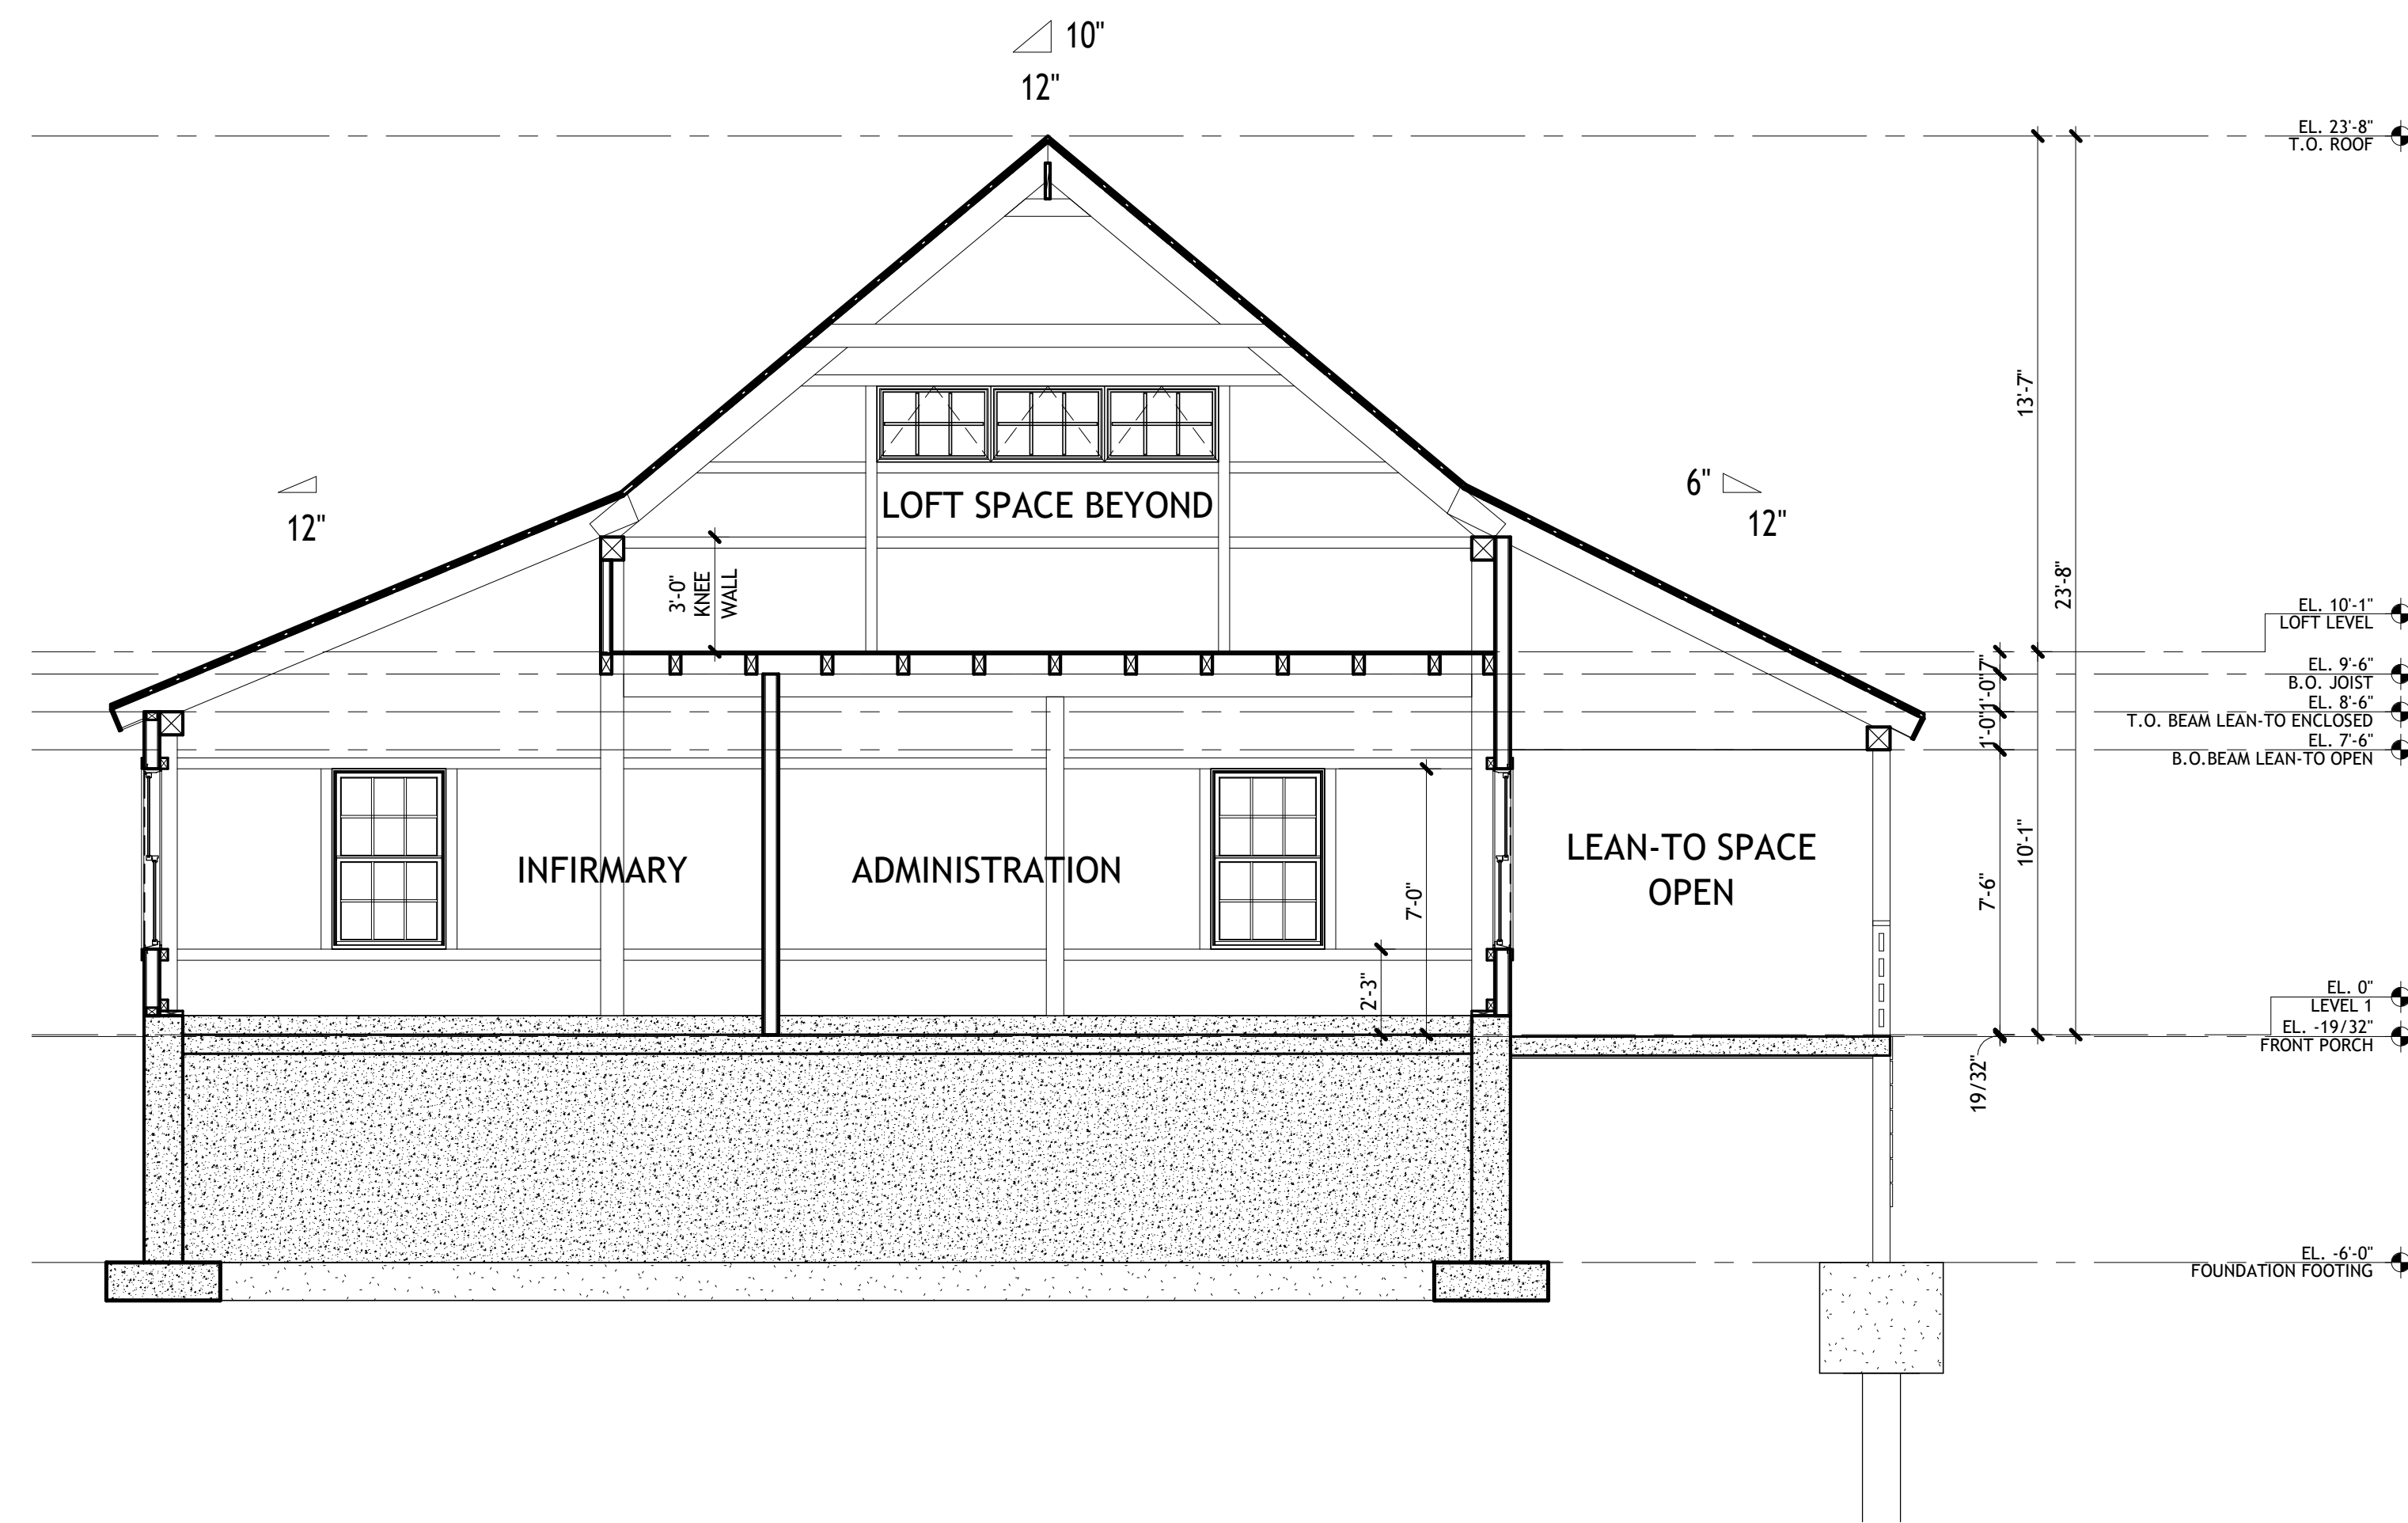 10"
12"
EL. 23'-8"
T.O. ROOF
13'-7"
12"
6"
12"
LOFT SPACE BEYOND
3'-0"
KNEE
WALL
23'-8"
EL. 10'-1"
LOFT LEVEL
7"
EL. 9'-6"
B.O. JOIST
1'-0"
EL. 8'-6"
T.O. BEAM LEAN-TO ENCLOSED
1'-0"
EL. 7'-6"
B.O.BEAM LEAN-TO OPEN
INFIRMARY
ADMINISTRATION
LEAN-TO SPACE
OPEN
7'-0"
2'-3"
7'-6"
10'-1"
EL. 0"
LEVEL 1
EL. -19/32"
FRONT PORCH
19/32"
EL. -6'-0"
FOUNDATION FOOTING